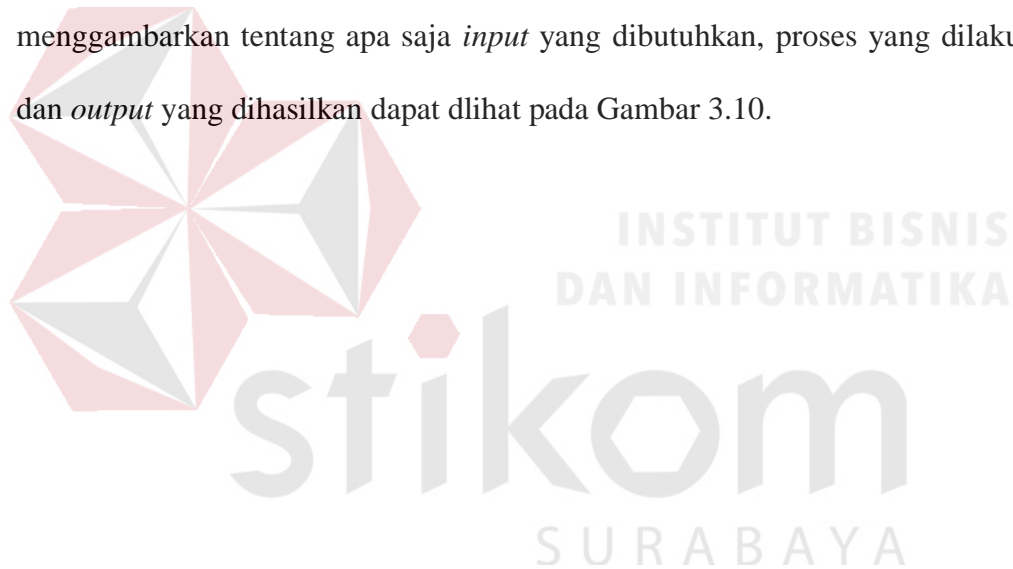 menggambarkan tentang apa saja input yang dibutuhkan, proses yang dilaku
dan output yang dihasilkan dapat dlihat pada Gambar 3.10.
INSTITUT BISNIS
DAN INFORMATIKA
stikom
SURABAYA